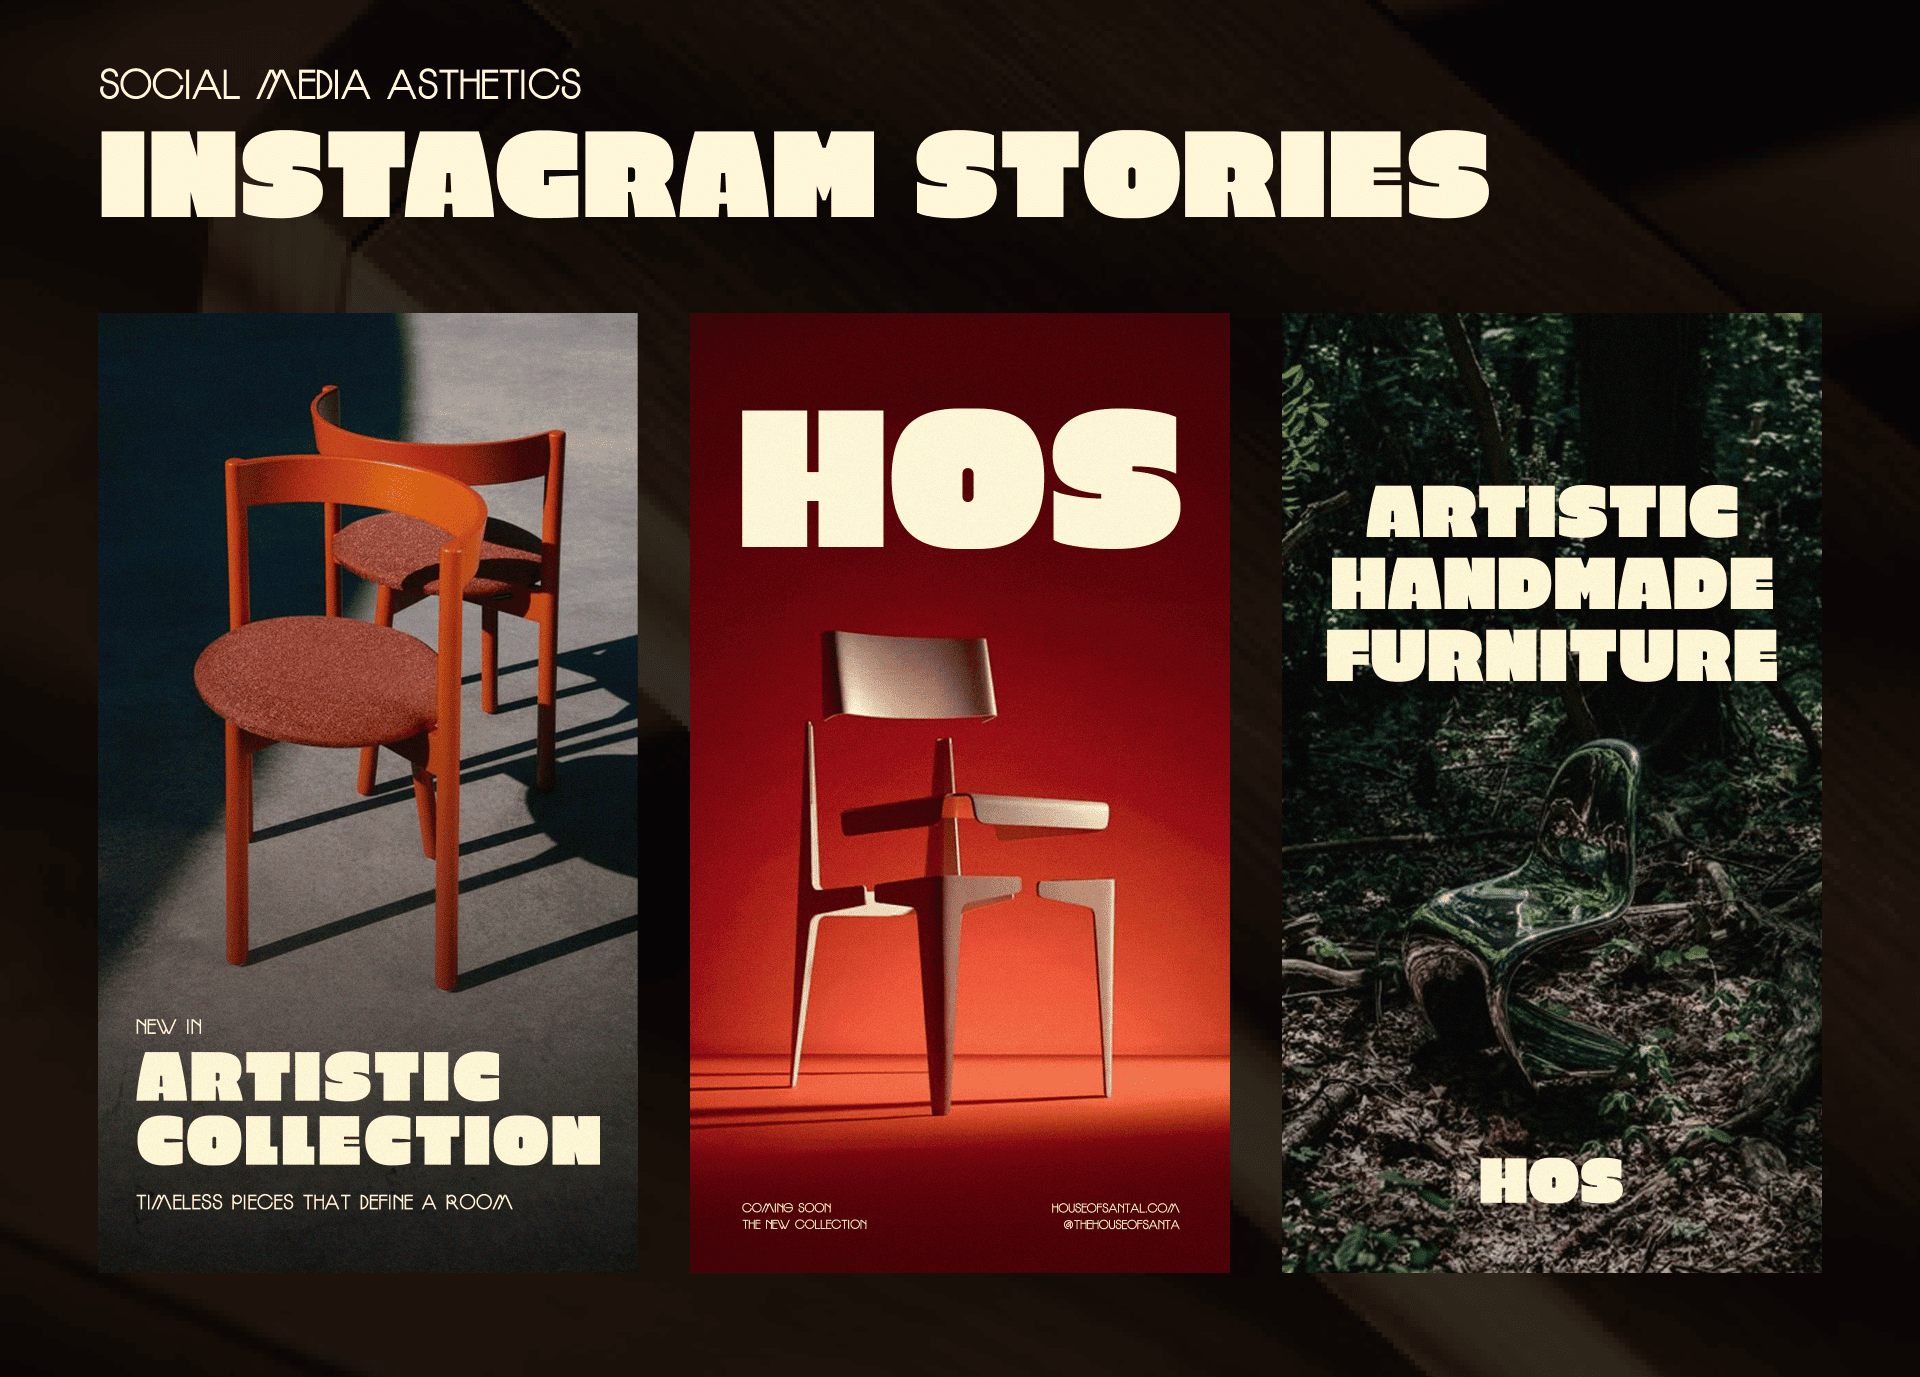 SOCIAL MEDIA ASTHETICS
INSTAGRAM STORIES
NEW IN
ARTISTIC
COLLECTION
TIMELESS PIECES THAT DEFINE A ROOM
HOS
COMING SOON
THE NEW COLLECTION
HOUSEOFSANTAL.COM
@THEHOUSEOFSANTA
ARTISTIC
HANDMADE
FURNITURE
HOS